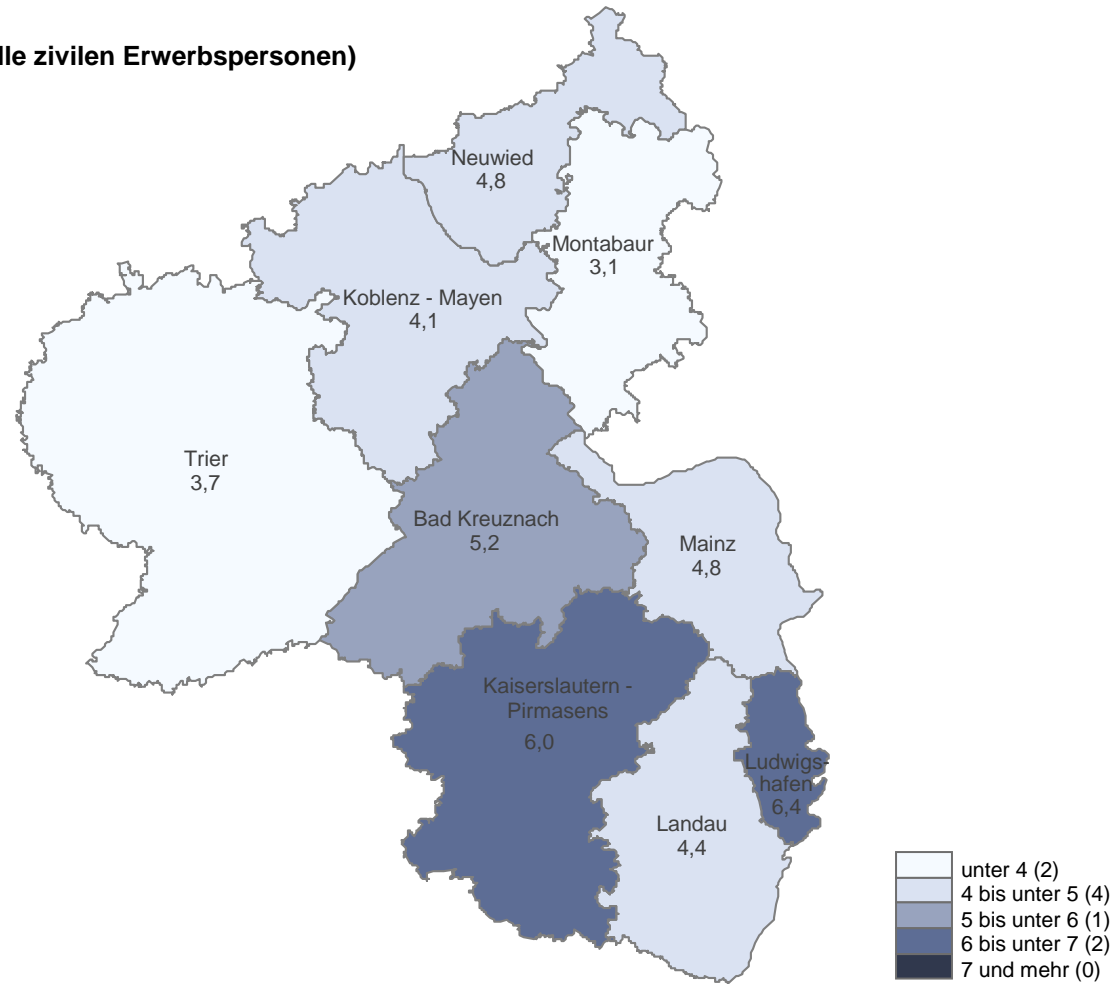 lle zivilen Erwerbspersonen)
Neuwied
4,8
Montabaur
3,1
Koblenz - Mayen
4,1
Trier
3,7
Bad Kreuznach
5,2
Mainz
4,8
Kaiserslautern -
Pirmasens
6,0
Ludwigs-
hafen
6,4
Landau
4,4
unter 4 (2)
4 bis unter 5 (4)
5 bis unter 6 (1)
6 bis unter 7 (2)
7 und mehr (0)